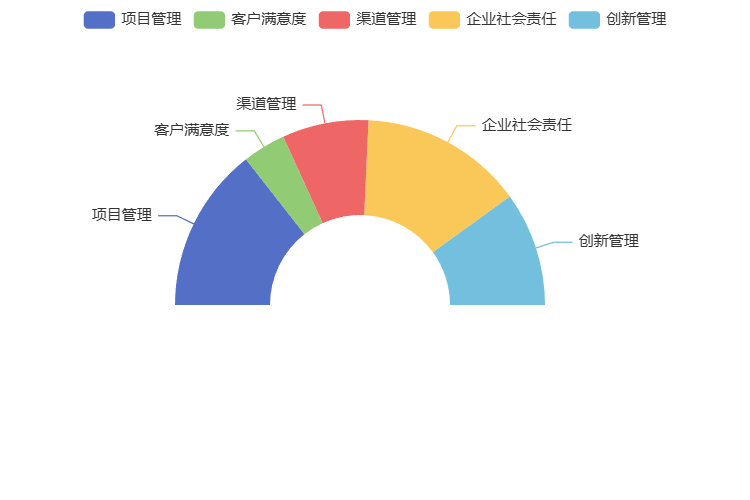 项目管理
客户满意度
渠道管理
企业社会责任
创新管理
渠道管理
企业社会责任
客户满意度
项目管理
创新管理